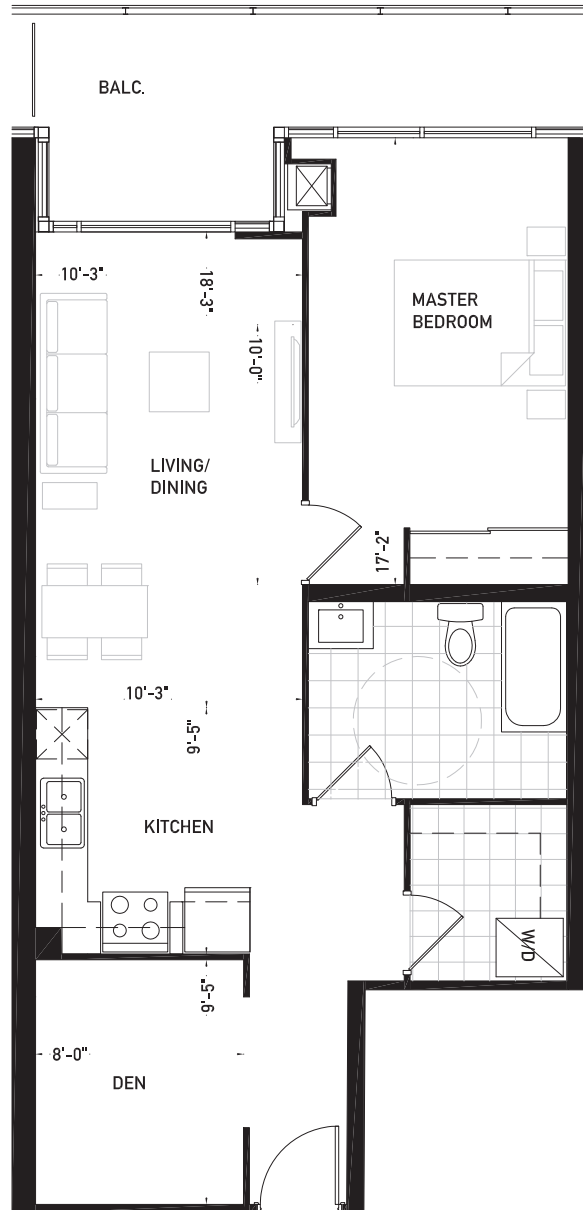 BALC.
10'-3"
18'-3"
10'-0"
MASTER
BEDROOM
LIVING/
DINING
17'-2"
10'-3"
9'-5"
KITCHEN
W/D
9'-5"
8'-0"
DEN